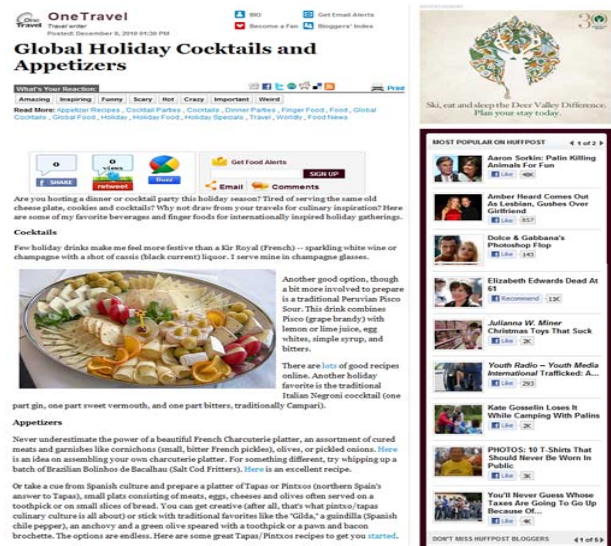 OneTravel
Travel writer
Posted: December 8, 2010 01:30 PM
BIO
Become a Fan
Get Email Alerts
Bloggers' Index
Global Holiday Cocktails and
Appetizers
What's Your Reaction:
Print
Amazing Inspiring Funny Scary Hot Crazy Important Weird
Read More: Appetizer Recipes , Cocktail Parties , Cocktails , Dinner Parties , Finger Food , Food , Global
Cocktails , Global Food , Holiday , Holiday Food , Holiday Specials , Travel , Worldly , Food News
0
SHARE
0
views
retweet
Buzz
Get Food Alerts
SIGN UP
Email Comments
Are you hosting a dinner or cocktail party this holiday season? Tired of serving the same old
cheese plate, cookies and cocktails? Why not draw from your travels for culinary inspiration? Here
are some of my favorite beverages and finger foods for internationally inspired holiday gatherings.
Cocktails
Few holiday drinks make me feel more festive than a Kir Royal (French) -- sparkling white wine or
champagne with a shot of cassis (black currant) liquor. I serve mine in champagne glasses.
Another good option, though
a bit more involved to prepare
is a traditional Peruvian Pisco
Sour. This drink combines
Pisco (grape brandy) with
lemon or lime juice, egg
whites, simple syrup, and
bitters.
There are lots of good recipes
online. Another holiday
favorite is the traditional
Italian Negroni coccktail (one
part gin, one part sweet vermouth, and one part bitters, traditionally Campari).
Appetizers
Never underestimate the power of a beautiful French Charcuterie platter, an assortment of cured
meats and garnishes like cornichons (small, bitter French pickles), olives, or pickled onions. Here
is an idea on assembling your own charcuterie platter. For something different, try whipping up a
batch of Brazilian Bolinhos de Bacalhau (Salt Cod Fritters). Here is an excellent recipe.
Or take a cue from Spanish culture and prepare a platter of Tapas or Pintxos (northern Spain's
answer to Tapas), small plats consisting of meats, eggs, cheeses and olives often served on a
toothpick or on small slices of bread. You can get creative (after all, that's what pintxo/tapas
culinary culture is all about) or stick with traditional favorites like the "Gilda," a guindilla (Spanish
chile pepper), an anchovy and a green olive speared with a toothpick or a pawn and bacon
brochette. The options are endless. Here are some great Tapas/Pintxos recipes to get you started.
ADVERTISEMENT
30
Ski, eat and sleep the Deer Valley Difference.
Plan your stay today.
MOST POPULAR ON HUFFPOST 1 of 2
Aaron Sorkin: Palin Killing
Animals For Fun
Like 48K
Amber Heard Comes Out
As Lesbian, Gushes Over
Girlfriend
Like 857
Dolce & Gabbana's
Photoshop Flop
Like 143
Elizabeth Edwards Dead At
61
Recommend 13K
Julianna W. Miner
Christmas Toys That Suck
Like 2K
Youth Radio -- Youth Media
International Trafficked: A...
Like 293
Kate Gosselin Loses It
While Camping With Palins
Like 2K
PHOTOS: 10 T-Shirts That
Should Never Be Worn In
Public
Like 3K
You'll Never Guess Whose
Taxes Are Going To Go Up
Because Of...
Like 4K
DON'T MISS HUFFPOST BLOGGERS 1 of 5